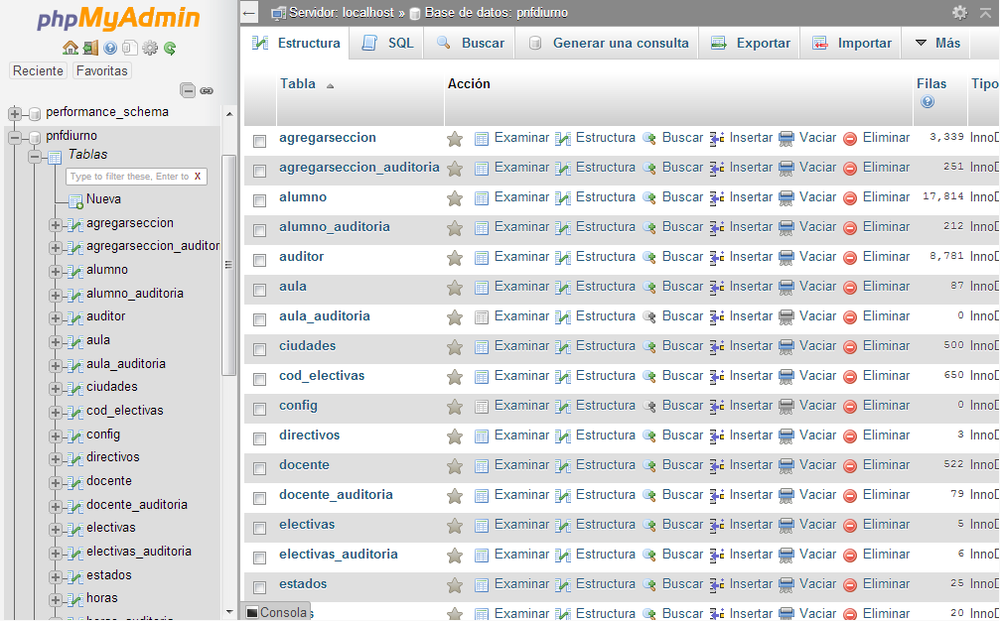 phpMyAdmin
Reciente Favoritas
performance_schema
pnfdiurno
Tablas
Type to filter these, Enter to X
Nueva
agregarseccion
agregarseccion_auditor
alumno
alumno_auditoria
auditor
aula
aula_auditoria
ciudades
cod_electivas
config
directivos
docente
docente_auditoria
electivas
electivas_auditoria
estados
horas
horas_auditoria
Servidor: localhost » Base de datos: pnfdiurno
Estructura SQL Buscar Generar una consulta Exportar Importar Más
Tabla Acción Filas Tipo
agregarseccion Examinar Estructura Buscar Insertar Vaciar Eliminar 3,339 InnoD
agregarseccion_auditoria Examinar Estructura Buscar Insertar Vaciar Eliminar 251 InnoD
alumno Examinar Estructura Buscar Insertar Vaciar Eliminar 17,814 InnoD
alumno_auditoria Examinar Estructura Buscar Insertar Vaciar Eliminar 212 InnoD
auditor Examinar Estructura Buscar Insertar Vaciar Eliminar 8,781 InnoD
aula Examinar Estructura Buscar Insertar Vaciar Eliminar 87 InnoD
aula_auditoria Examinar Estructura Buscar Insertar Vaciar Eliminar 0 InnoD
ciudades Examinar Estructura Buscar Insertar Vaciar Eliminar 500 InnoD
cod_electivas Examinar Estructura Buscar Insertar Vaciar Eliminar 650 InnoD
config Examinar Estructura Buscar Insertar Vaciar Eliminar 0 InnoD
directivos Examinar Estructura Buscar Insertar Vaciar Eliminar 3 InnoD
docente Examinar Estructura Buscar Insertar Vaciar Eliminar 522 InnoD
docente_auditoria Examinar Estructura Buscar Insertar Vaciar Eliminar 79 InnoD
electivas Examinar Estructura Buscar Insertar Vaciar Eliminar 5 InnoD
electivas_auditoria Examinar Estructura Buscar Insertar Vaciar Eliminar 6 InnoD
estados Examinar Estructura Buscar Insertar Vaciar Eliminar 25 InnoD
Consola s Examinar Estructura Buscar Insertar Vaciar Eliminar 20 InnoD